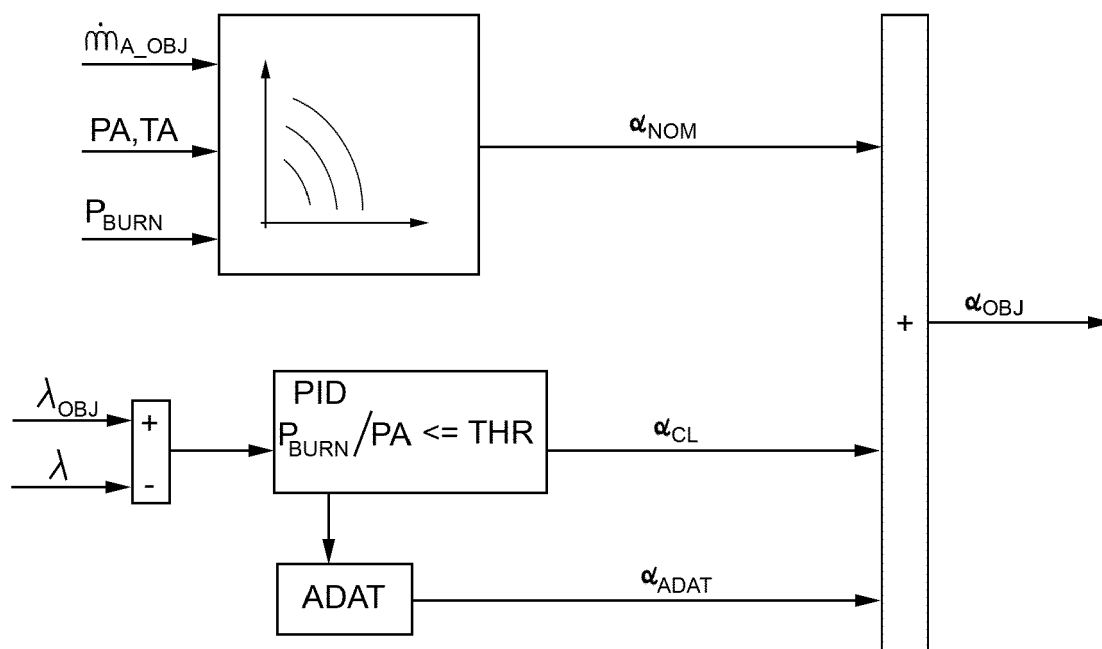 ṁA_OBJ
PA,TA
PBURN
αNOM
αOBJ
+
λOBJ
λ
+
-
PID
PBURN/PA <= THR
αCL
ADAT
αADAT